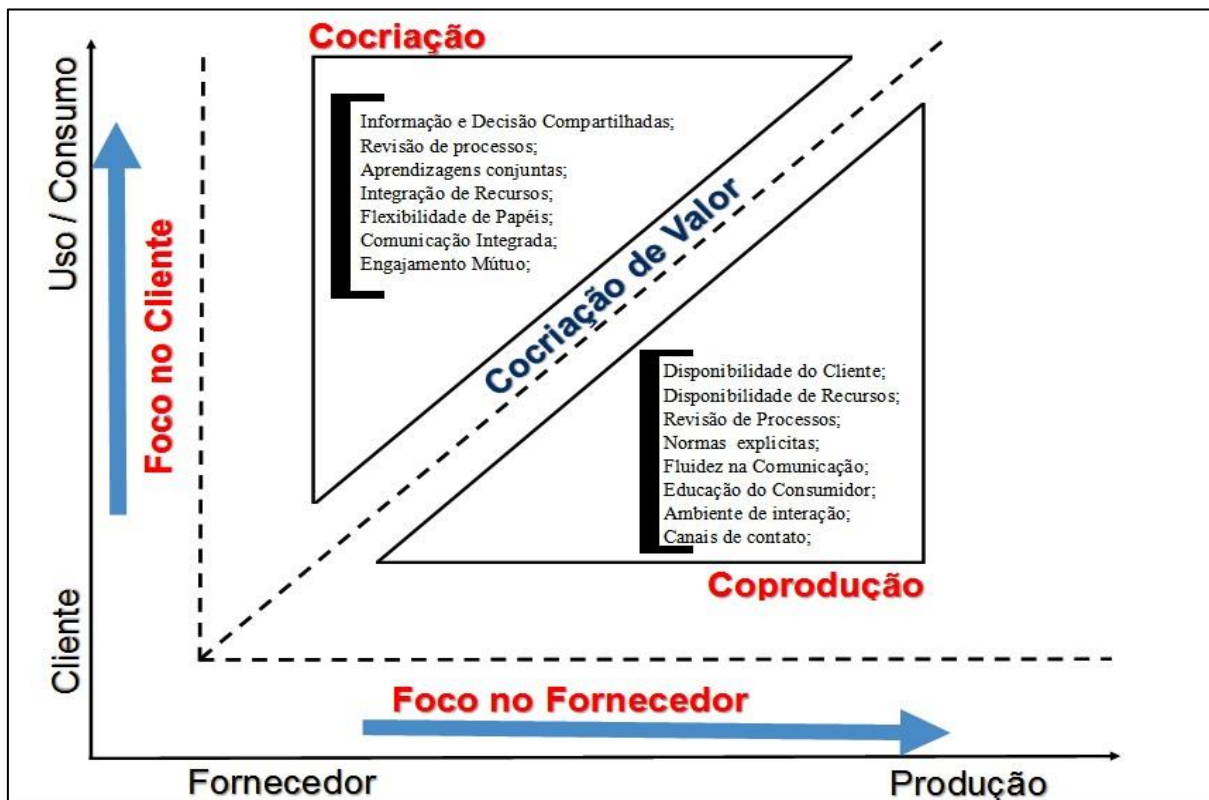 Cocriação
Informação e Decisão Compartilhadas;
Revisão de processos;
Aprendizagens conjuntas;
Integração de Recursos;
Flexibilidade de Papéis;
Comunicação Integrada;
Engajamento Mútuo;
Uso / Consumo
Foco no Cliente
Cliente
Cocriação de Valor
Disponibilidade do Cliente;
Disponibilidade de Recursos;
Revisão de Processos;
Normas explicitas;
Fluidez na Comunicação;
Educação do Consumidor;
Ambiente de interação;
Canais de contato;
Coprodução
Foco no Fornecedor
Fornecedor
Produção